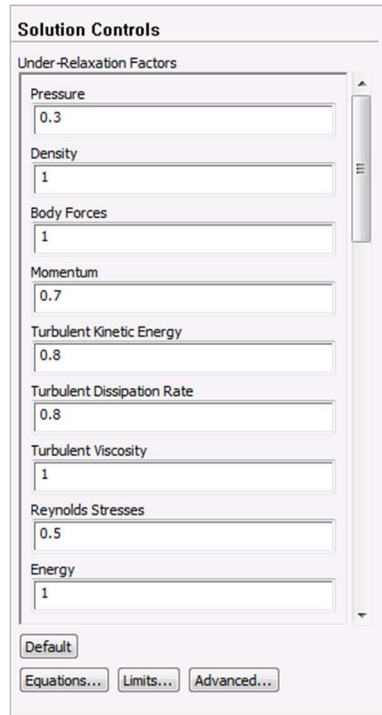 Solution Controls
Under-Relaxation Factors
Pressure
0.3
Density
1
Body Forces
1
Momentum
0.7
Turbulent Kinetic Energy
0.8
Turbulent Dissipation Rate
0.8
Turbulent Viscosity
1
Reynolds Stresses
0.5
Energy
1
Default
Equations... Limits... Advanced...